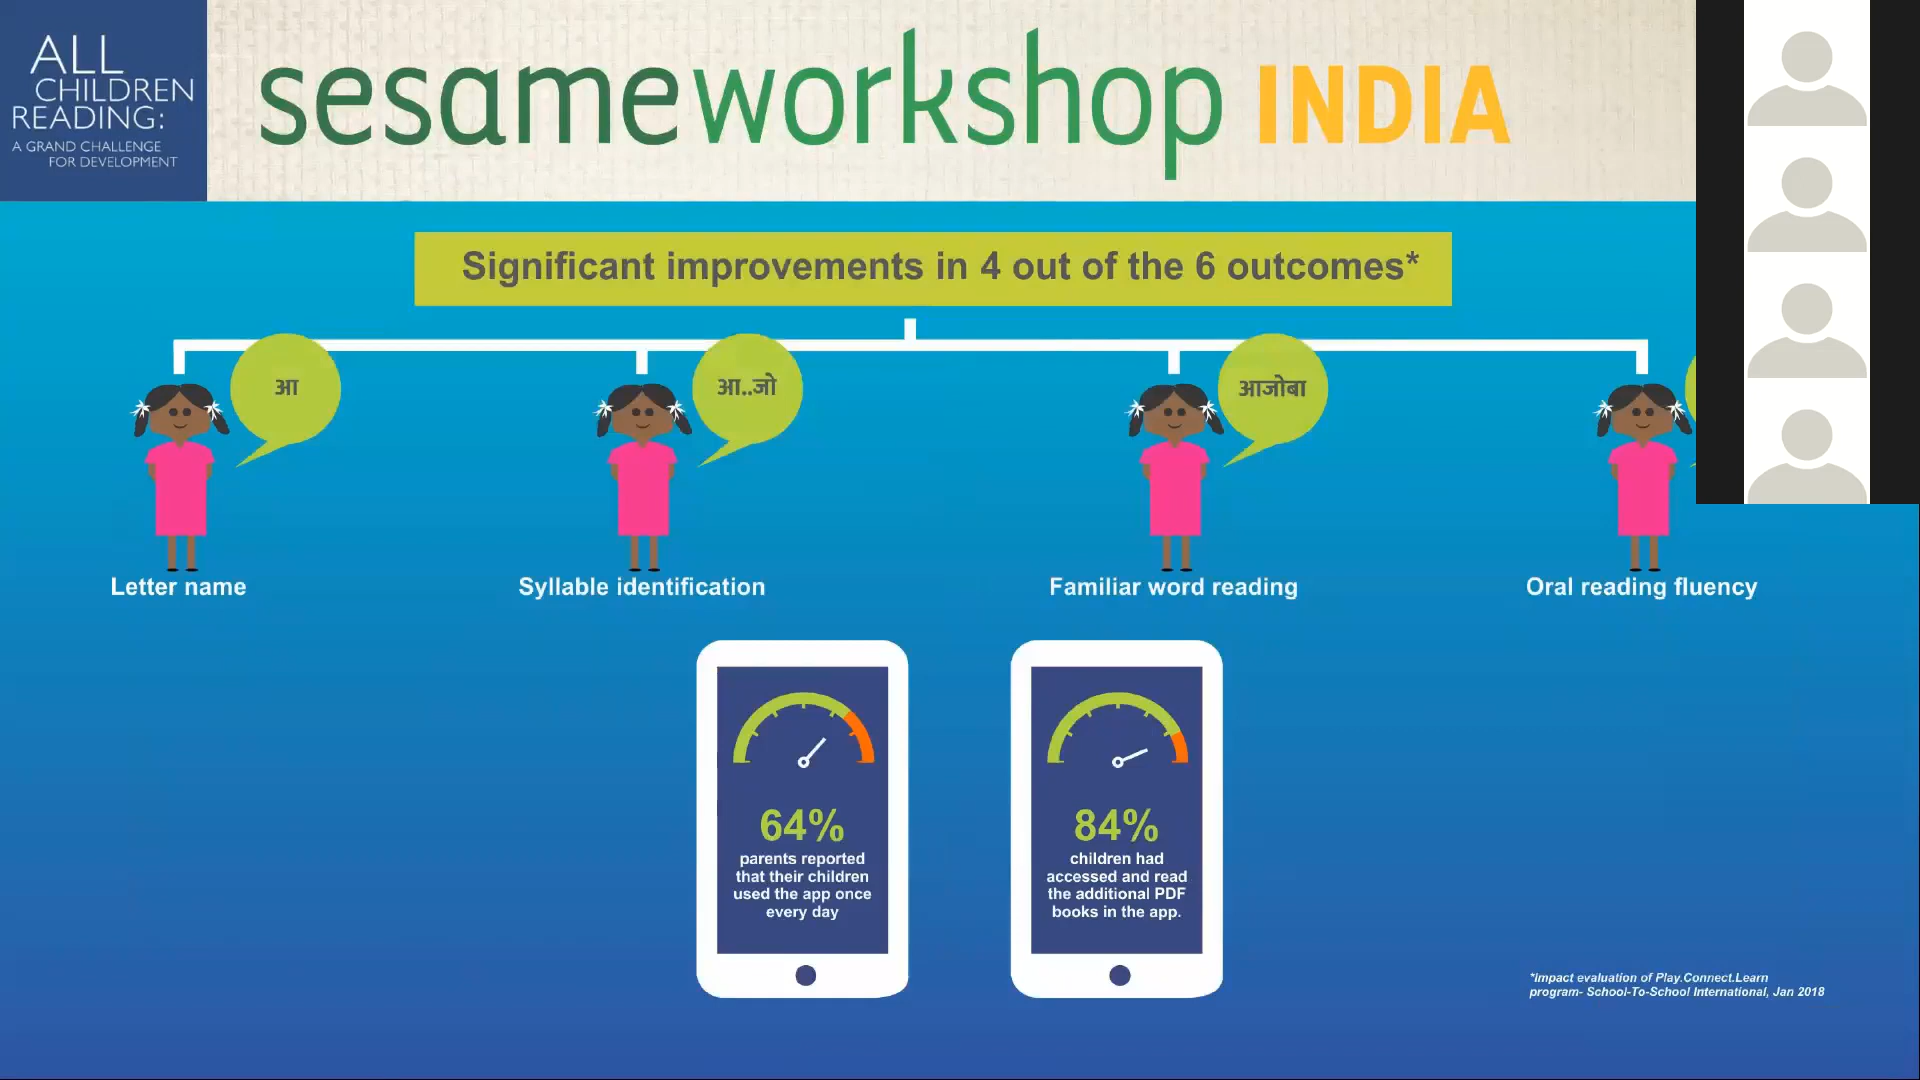 ALL
CHILDREN
READING:
A GRAND CHALLENGE
FOR DEVELOPMENT
sesameworkshop INDIA
Significant improvements in 4 out of the 6 outcomes*
आ
आ..जो
आजोबा
Letter name
Syllable identification
Familiar word reading
Oral reading fluency
64%
parents reported
that their children
used the app once
every day
84%
children had
accessed and read
the additional PDF
books in the app.
*Impact evaluation of Play.Connect.Learn
program- School-To-School International, Jan 2018